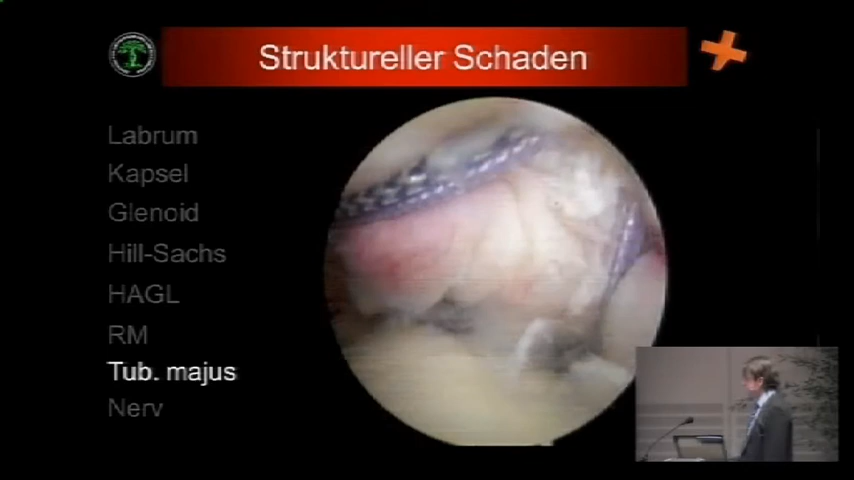 Struktureller Schaden
Labrum
Kapsel
Glenoid
Hill-Sachs
HAGL
RM
Tub. majus
Nerv